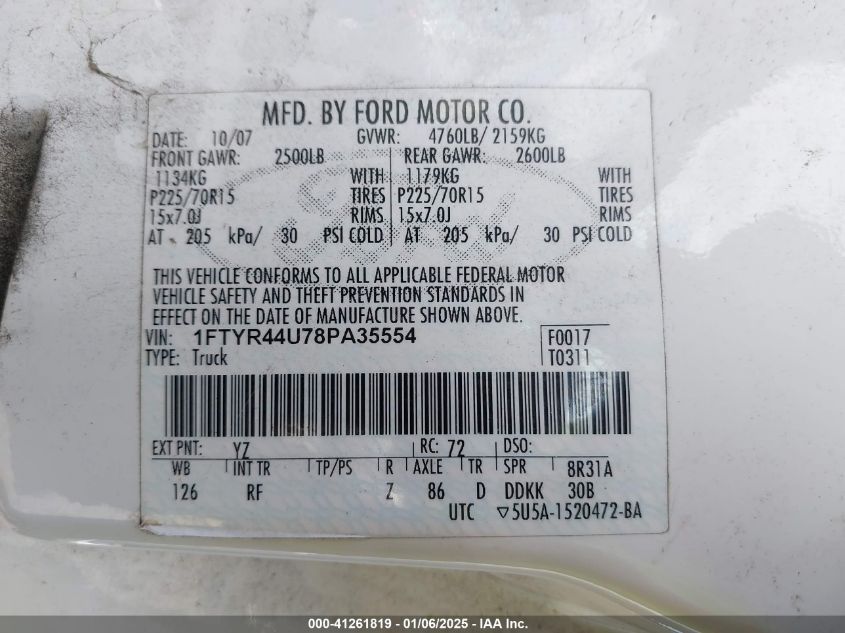 MFD. BY FORD MOTOR CO.
DATE: 10/07 GVWR: 4760LB/ 2159KG
FRONT GAWR: 2500LB REAR GAWR: 2600LB
1134KG WITH 1179KG WITH
P225/70R15 TIRES P225/70R15 TIRES
15x7.0J RIMS 15x7.0J RIMS
AT 205 kPa/ 30 PSI COLD AT 205 kPa/ 30 PSI COLD
THIS VEHICLE CONFORMS TO ALL APPLICABLE FEDERAL MOTOR
VEHICLE SAFETY AND THEFT PREVENTION STANDARDS IN
EFFECT ON THE DATE OF MANUFACTURE SHOWN ABOVE.
VIN: 1FTYR44U78PA35554 F0017
TYPE: Truck T0311
EXT PNT: YZ RC: 72 DSO:
WB INT TR TP/PS R AXLE TR SPR 8R31A
126 RF Z 86 D DDKK 30B
UTC ▽5U5A-1520472-BA
000-41261819 - 01/06/2025 - IAA Inc.